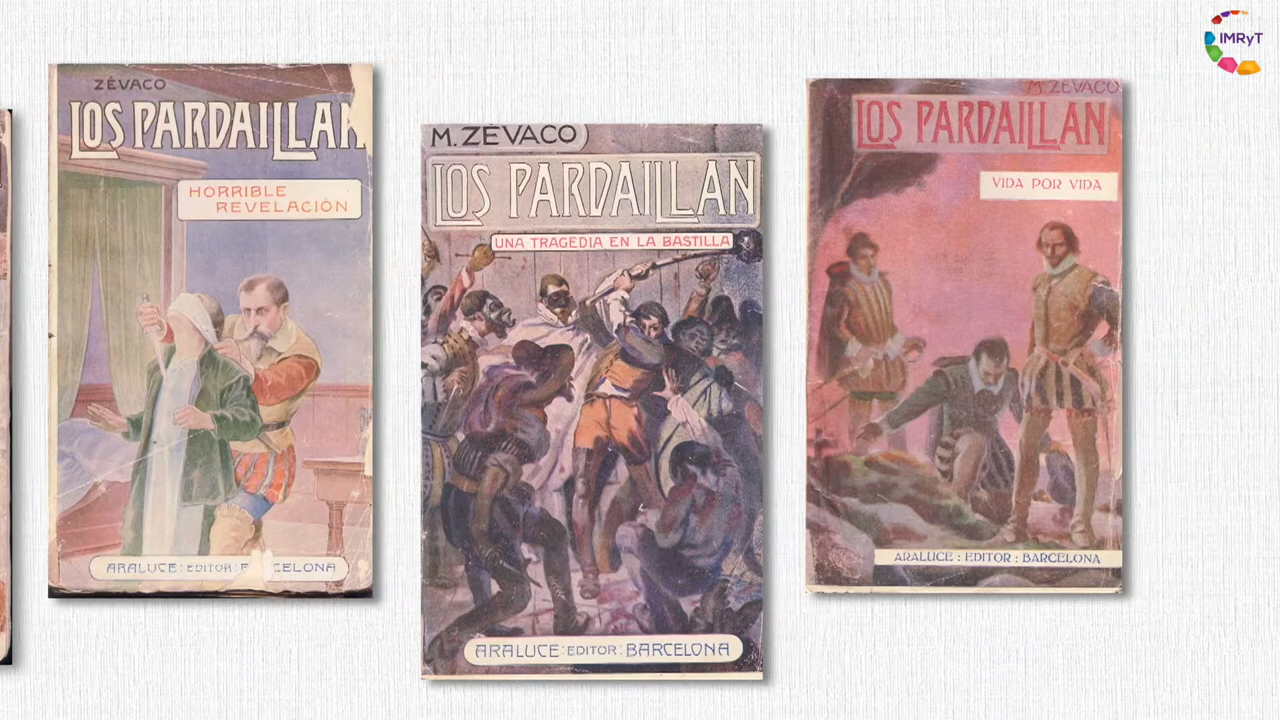 ZÉVACO
LOS PARDAILLAN
HORRIBLE
REVELACIÓN
ARALUCE : EDITOR :
M. ZÉVACO
LOS PARDAILLAN
UNA TRAGEDIA EN LA BASTILLA
ARALUCE : EDITOR : BARCELONA
M. ZÉVACO
LOS PARDAILLAN
VIDA POR VIDA
ARALUCE : EDITOR : BARCELONA
IMRyT